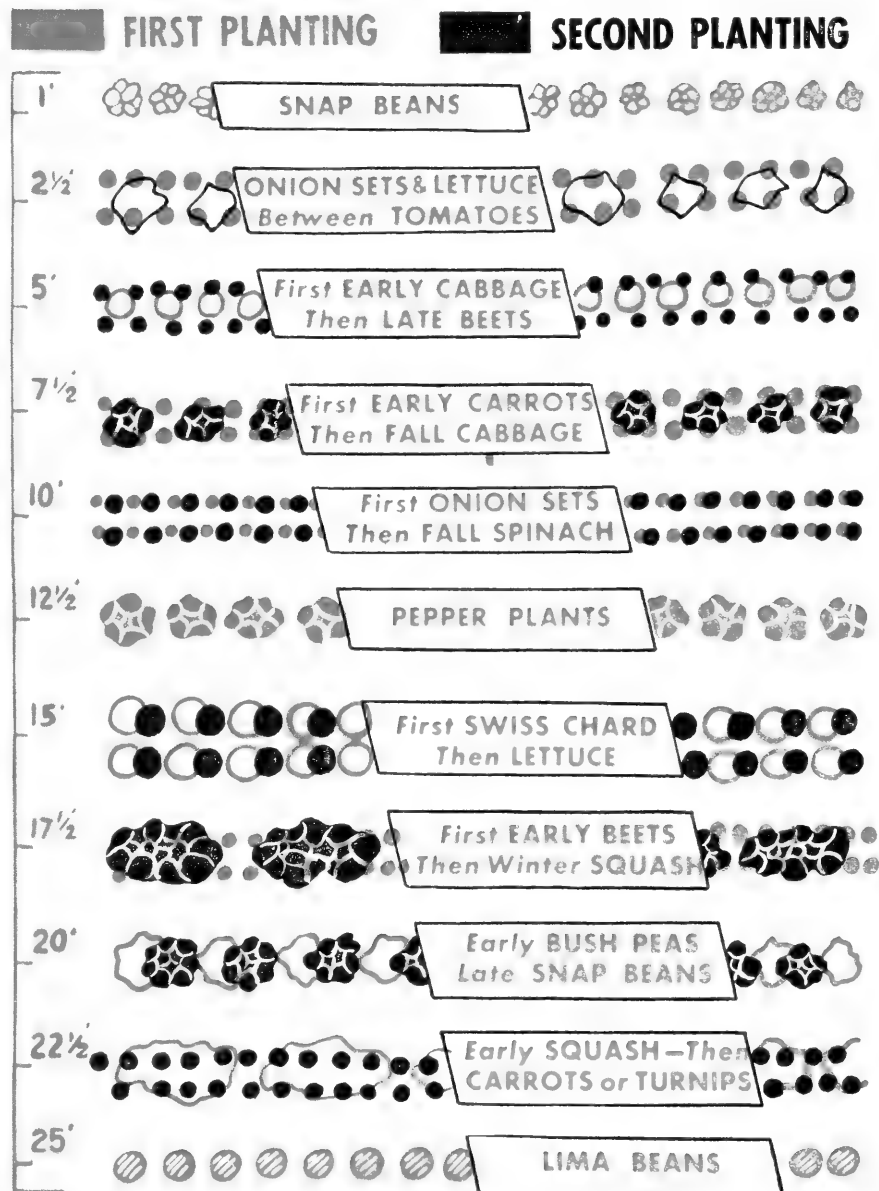 FIRST PLANTING
SECOND PLANTING
1'
SNAP BEANS
2½'
ONION SETS & LETTUCE
Between TOMATOES
5'
First EARLY CABBAGE
Then LATE BEETS
7½'
First EARLY CARROTS
Then FALL CABBAGE
10'
First ONION SETS
Then FALL SPINACH
12½'
PEPPER PLANTS
15'
First SWISS CHARD
Then LETTUCE
17½'
First EARLY BEETS
Then Winter SQUASH
20'
Early BUSH PEAS
Late SNAP BEANS
22½'
Early SQUASH—Then
CARROTS or TURNIPS
25'
LIMA BEANS